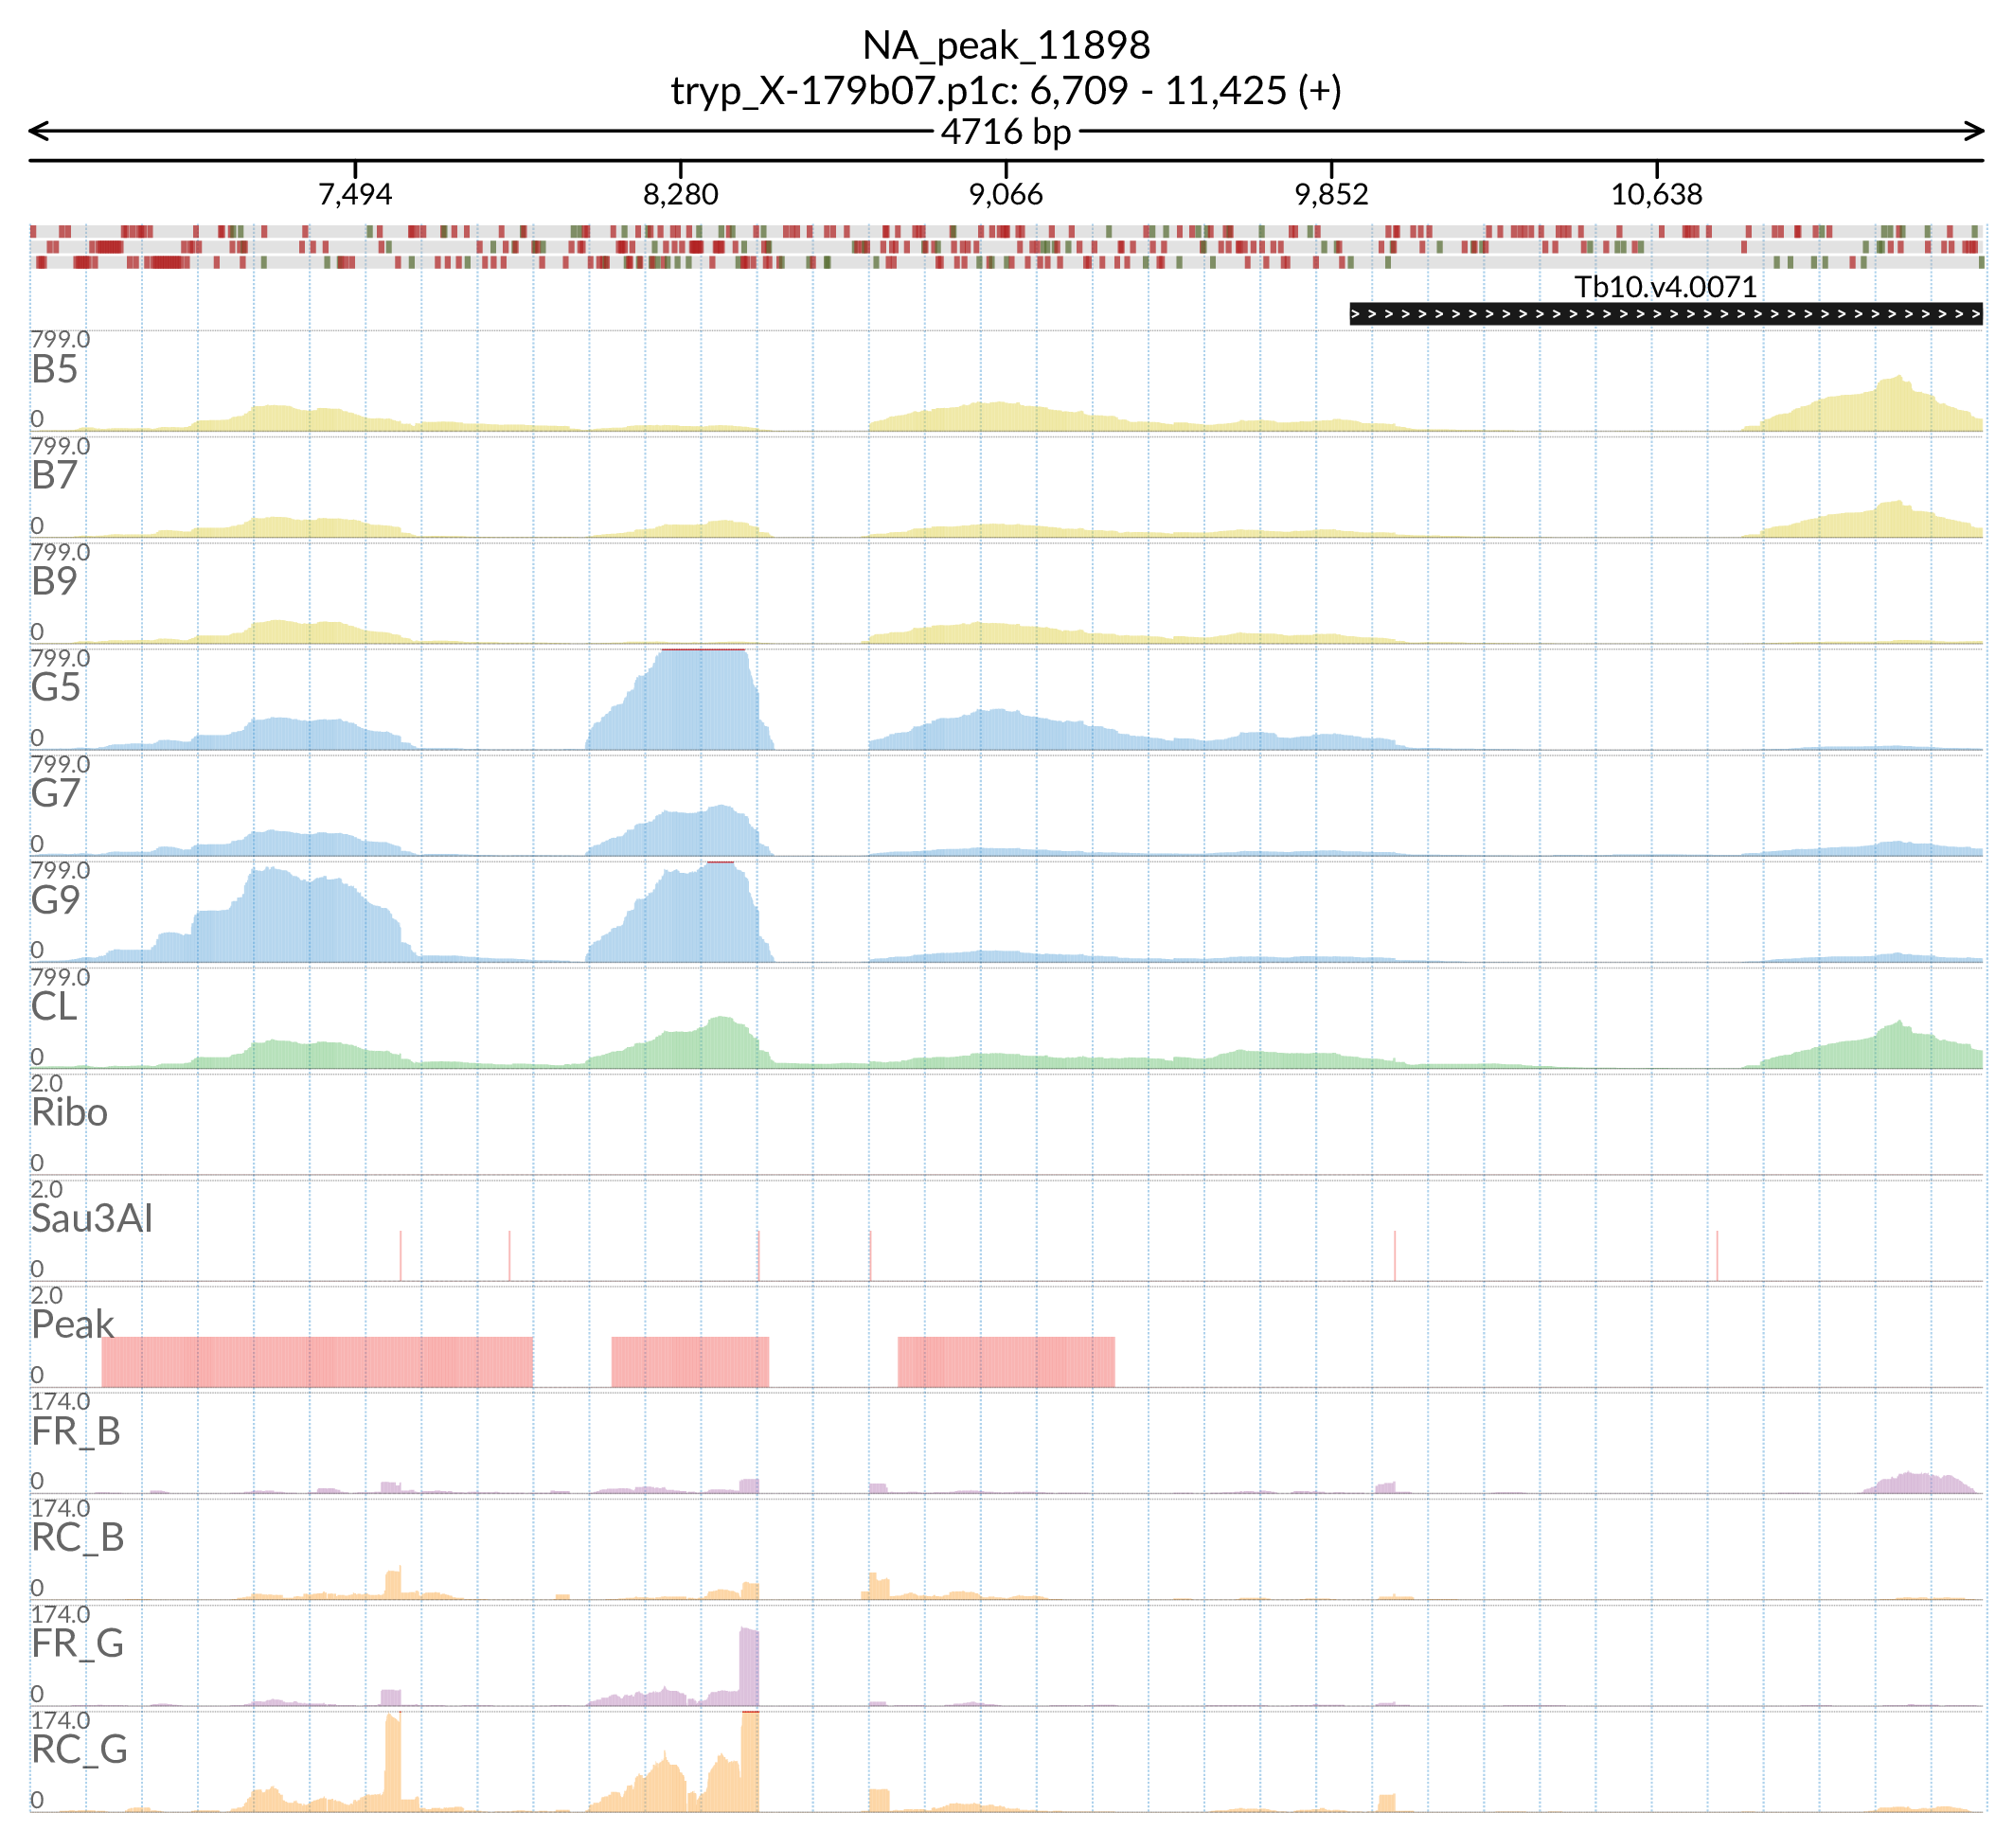 NA_peak_11898
tryp_X-179b07.p1c: 6,709 - 11,425 (+)
4716 bp
7,494 8,280 9,066 9,852 10,638
Tb10.v4.0071
799.0
B5
0
799.0
B7
0
799.0
B9
0
799.0
G5
0
799.0
G7
0
799.0
G9
0
799.0
CL
0
2.0
Ribo
0
2.0
Sau3AI
0
2.0
Peak
0
174.0
FR_B
0
174.0
RC_B
0
174.0
FR_G
0
174.0
RC_G
0